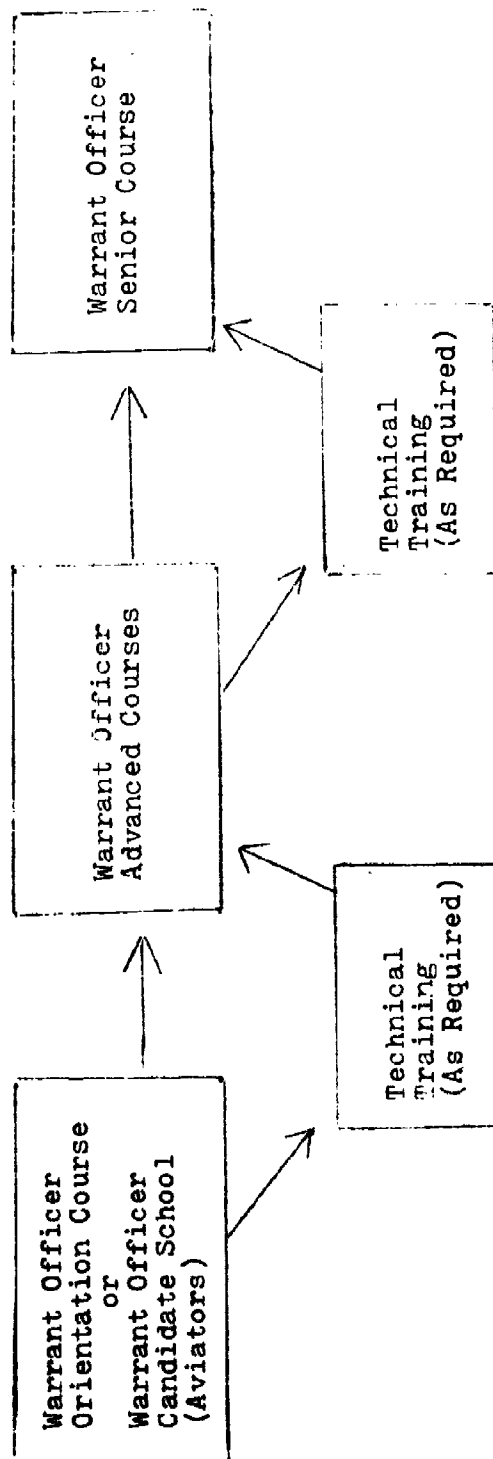 Warrant Officer
Orientation Course
or
Warrant Officer
Candidate School
(Aviators)
Technical
Training
(As Required)
Warrant Officer
Advanced Courses
Technical
Training
(As Required)
Warrant Officer
Senior Course